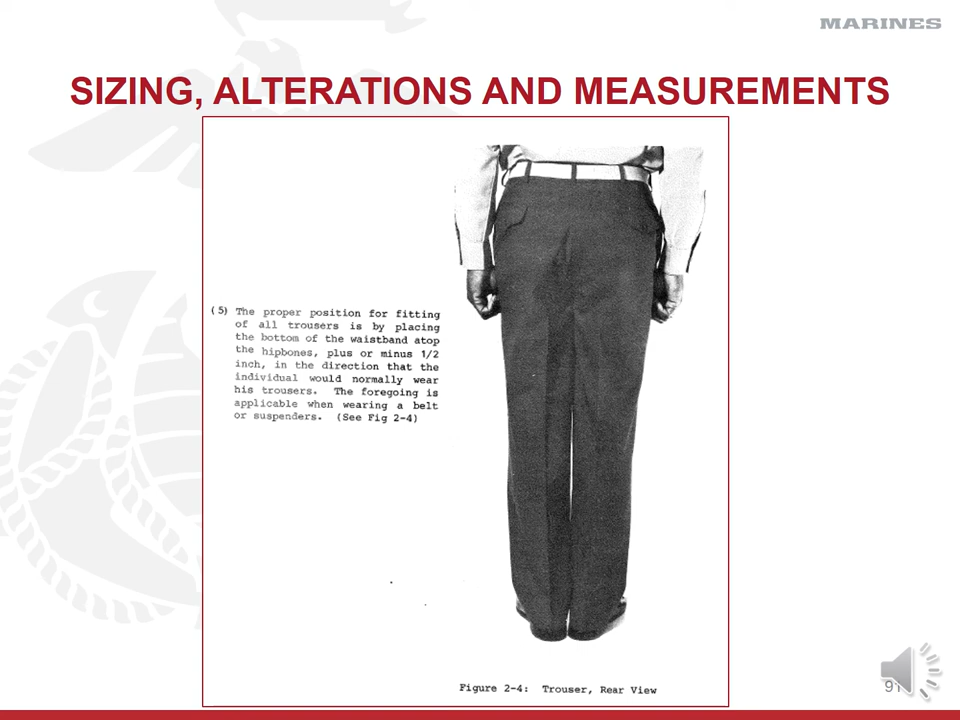 MARINES
SIZING, ALTERATIONS AND MEASUREMENTS
(5) The proper position for fitting
of all trousers is by placing
the bottom of the waistband atop
the hipbones, plus or minus 1/2
inch, in the direction that the
individual would normally wear
his trousers. The foregoing is
applicable when wearing a belt
or suspenders. (See Fig 2-4)
Figure 2-4: Trouser, Rear View
91